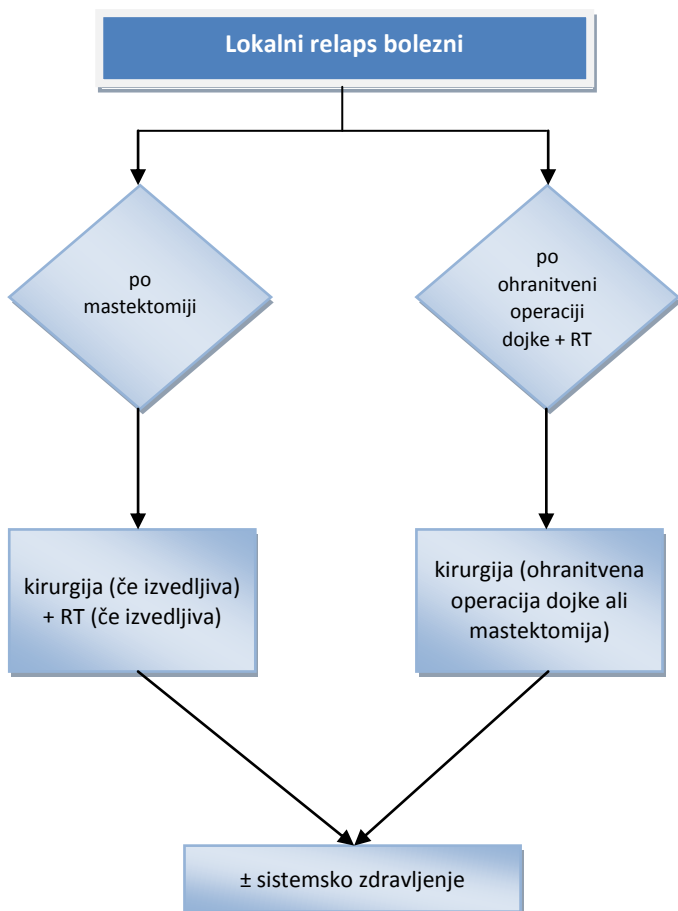 Lokalni relaps bolezni
po
mastektomiji
po
ohranitveni
operaciji
dojke + RT
kirurgija (če izvedljiva)
+ RT (če izvedljiva)
kirurgija (ohranitvena
operacija dojke ali
mastektomija)
± sistemsko zdravljenje